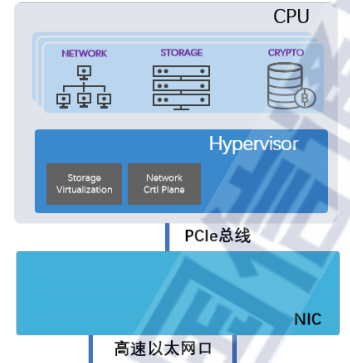 CPU
NETWORK
STORAGE
CRYPTO
Hypervisor
Storage
Virtualization
Network
Crtl Plane
PCIe总线
NIC
高速以太网口